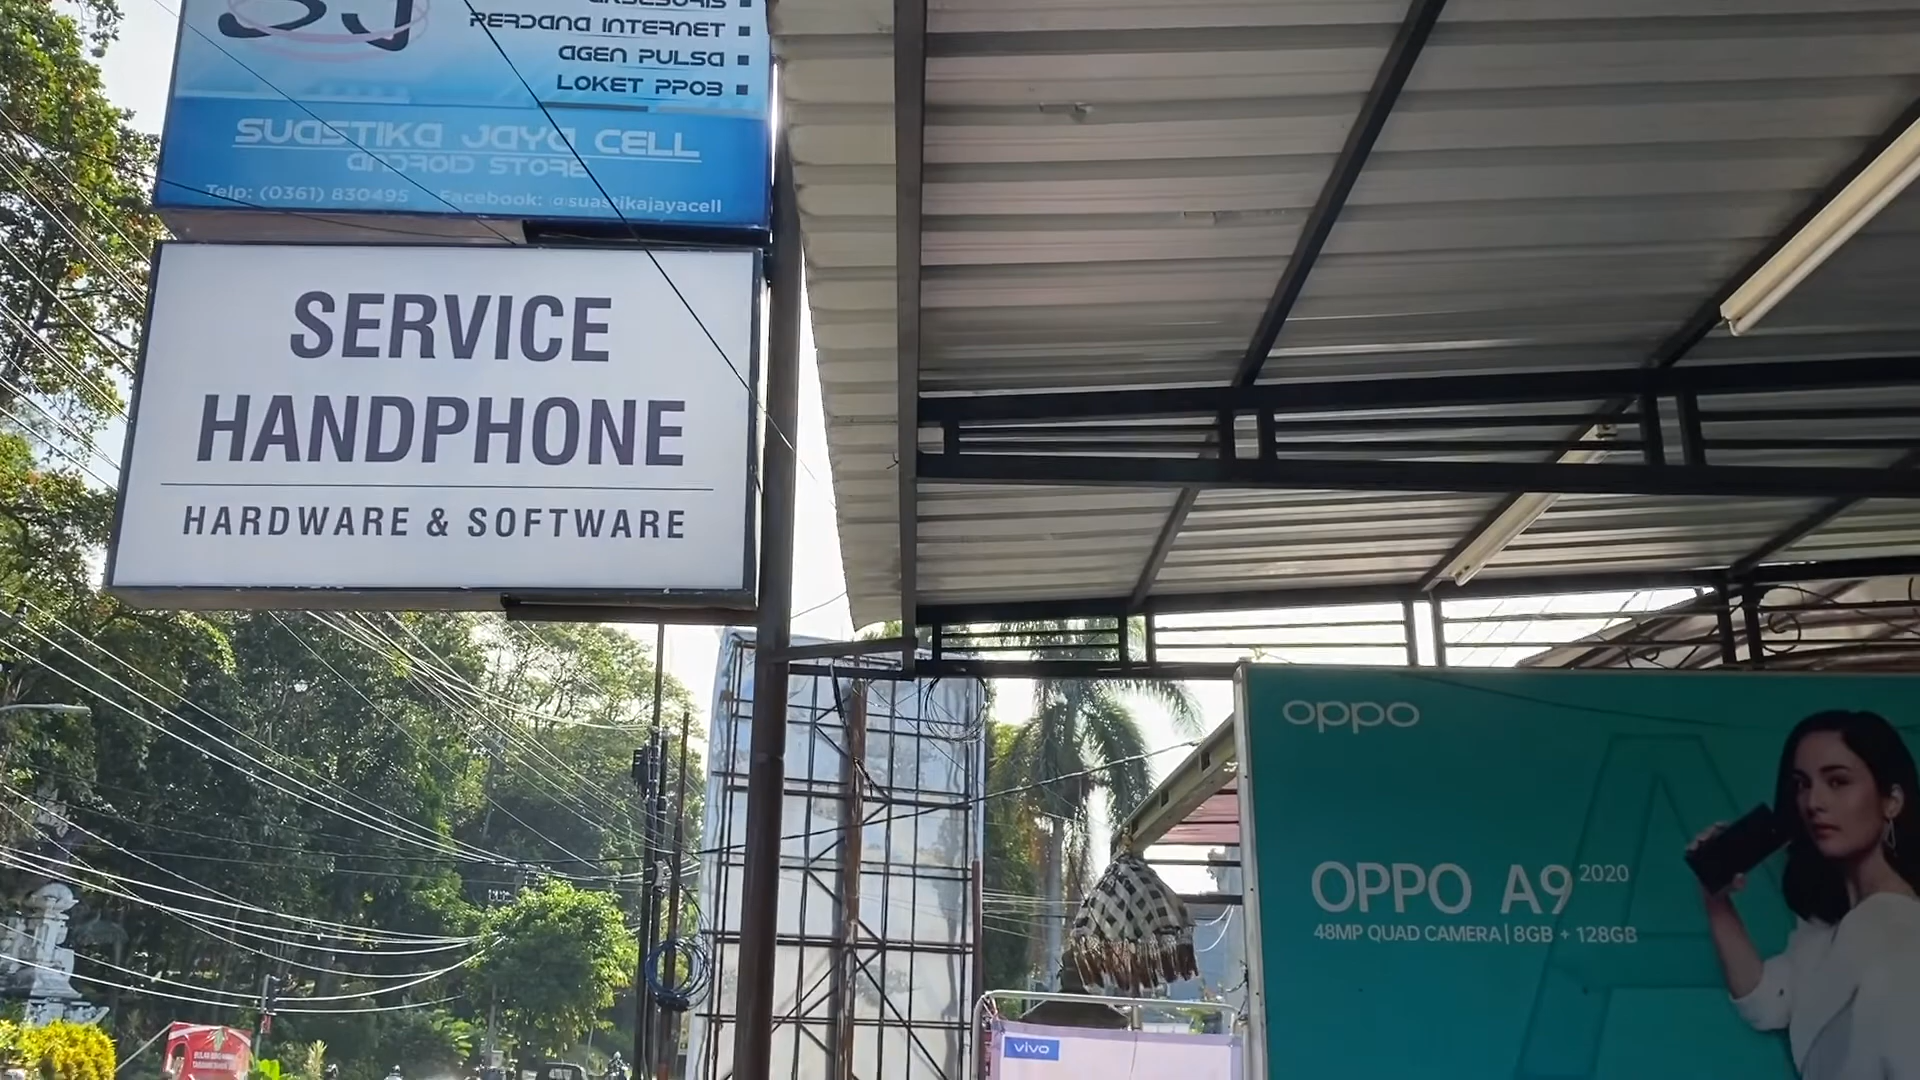 AKSESORIS
PERDANA INTERNET
AGEN PULSA
LOKET PPOB
SUASTIKA JAYA CELL
ANDROID STORE
Telp: (0361) 830495 Facebook: @suastikajayacell
SERVICE
HANDPHONE
HARDWARE & SOFTWARE
oppo
OPPO A9 2020
48MP QUAD CAMERA | 8GB + 128GB
vivo